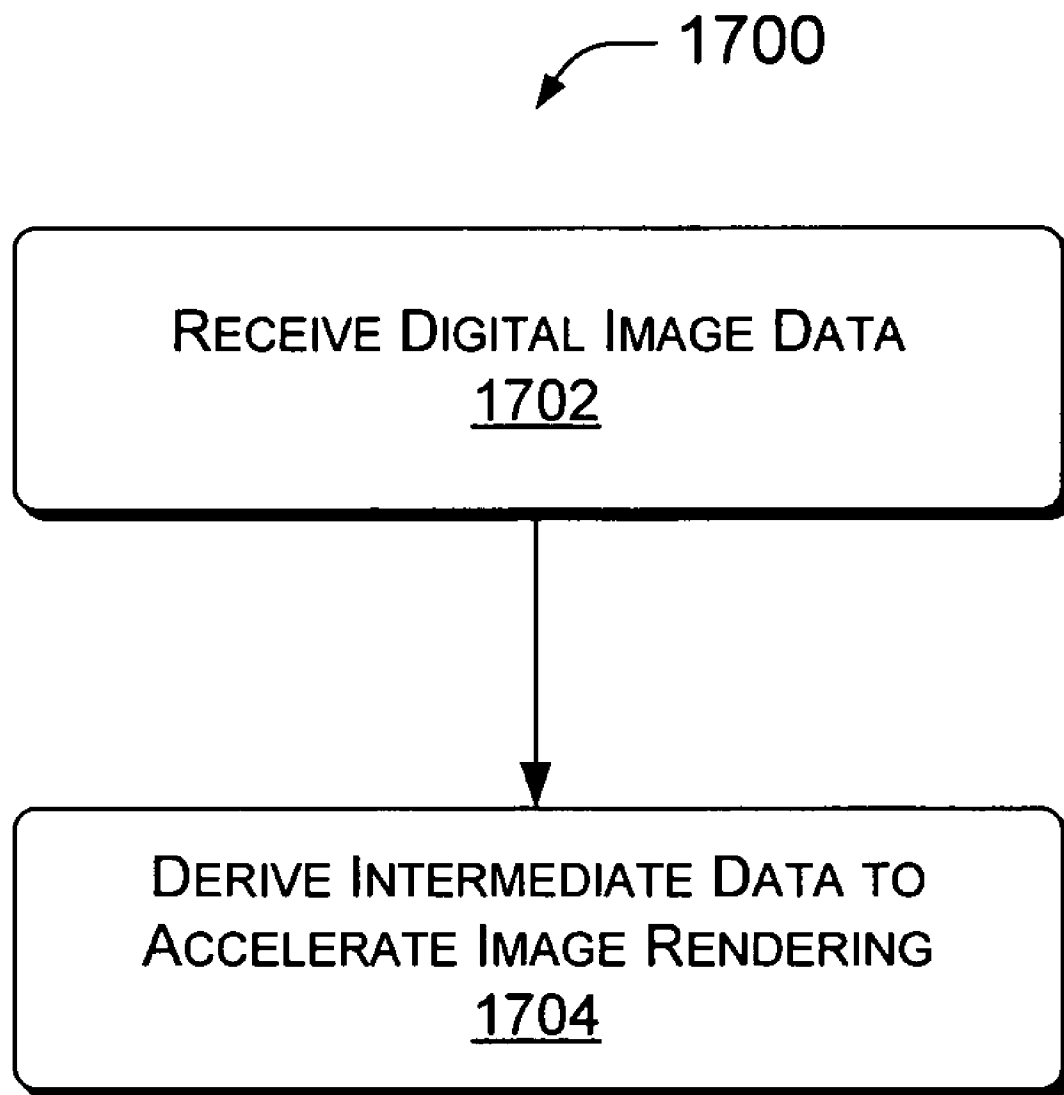 1700
RECEIVE DIGITAL IMAGE DATA
1702
DERIVE INTERMEDIATE DATA TO
ACCELERATE IMAGE RENDERING
1704